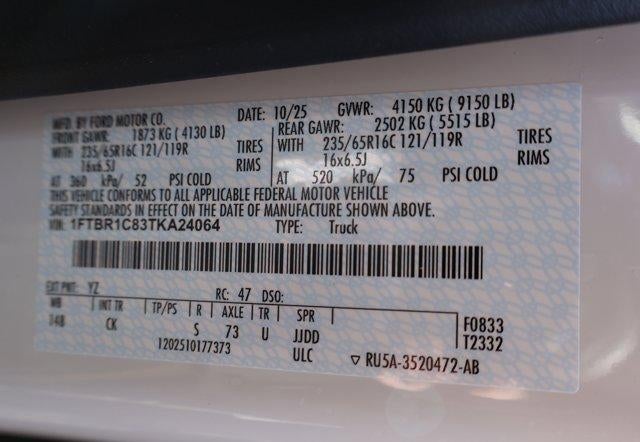 MFD. BY FORD MOTOR CO. DATE: 10/25 GVWR: 4150 KG ( 9150 LB)
FRONT GAWR: 1873 KG ( 4130 LB) REAR GAWR: 2502 KG ( 5515 LB)
WITH 235/65R16C 121/119R TIRES WITH 235/65R16C 121/119R TIRES
16x6.5J RIMS 16x6.5J RIMS
AT 360 kPa/ 52 PSI COLD AT 520 kPa/ 75 PSI COLD
THIS VEHICLE CONFORMS TO ALL APPLICABLE FEDERAL MOTOR VEHICLE
SAFETY STANDARDS IN EFFECT ON THE DATE OF MANUFACTURE SHOWN ABOVE.
VIN: 1FTBR1C83TKA24064 TYPE: Truck
EXT PNT: YZ RC: 47 DSO:
WB INT TR TP/PS R AXLE TR SPR F0833
148 CK S 73 U JJDD T2332
1202510177373 ULC ▽ RU5A-3520472-AB